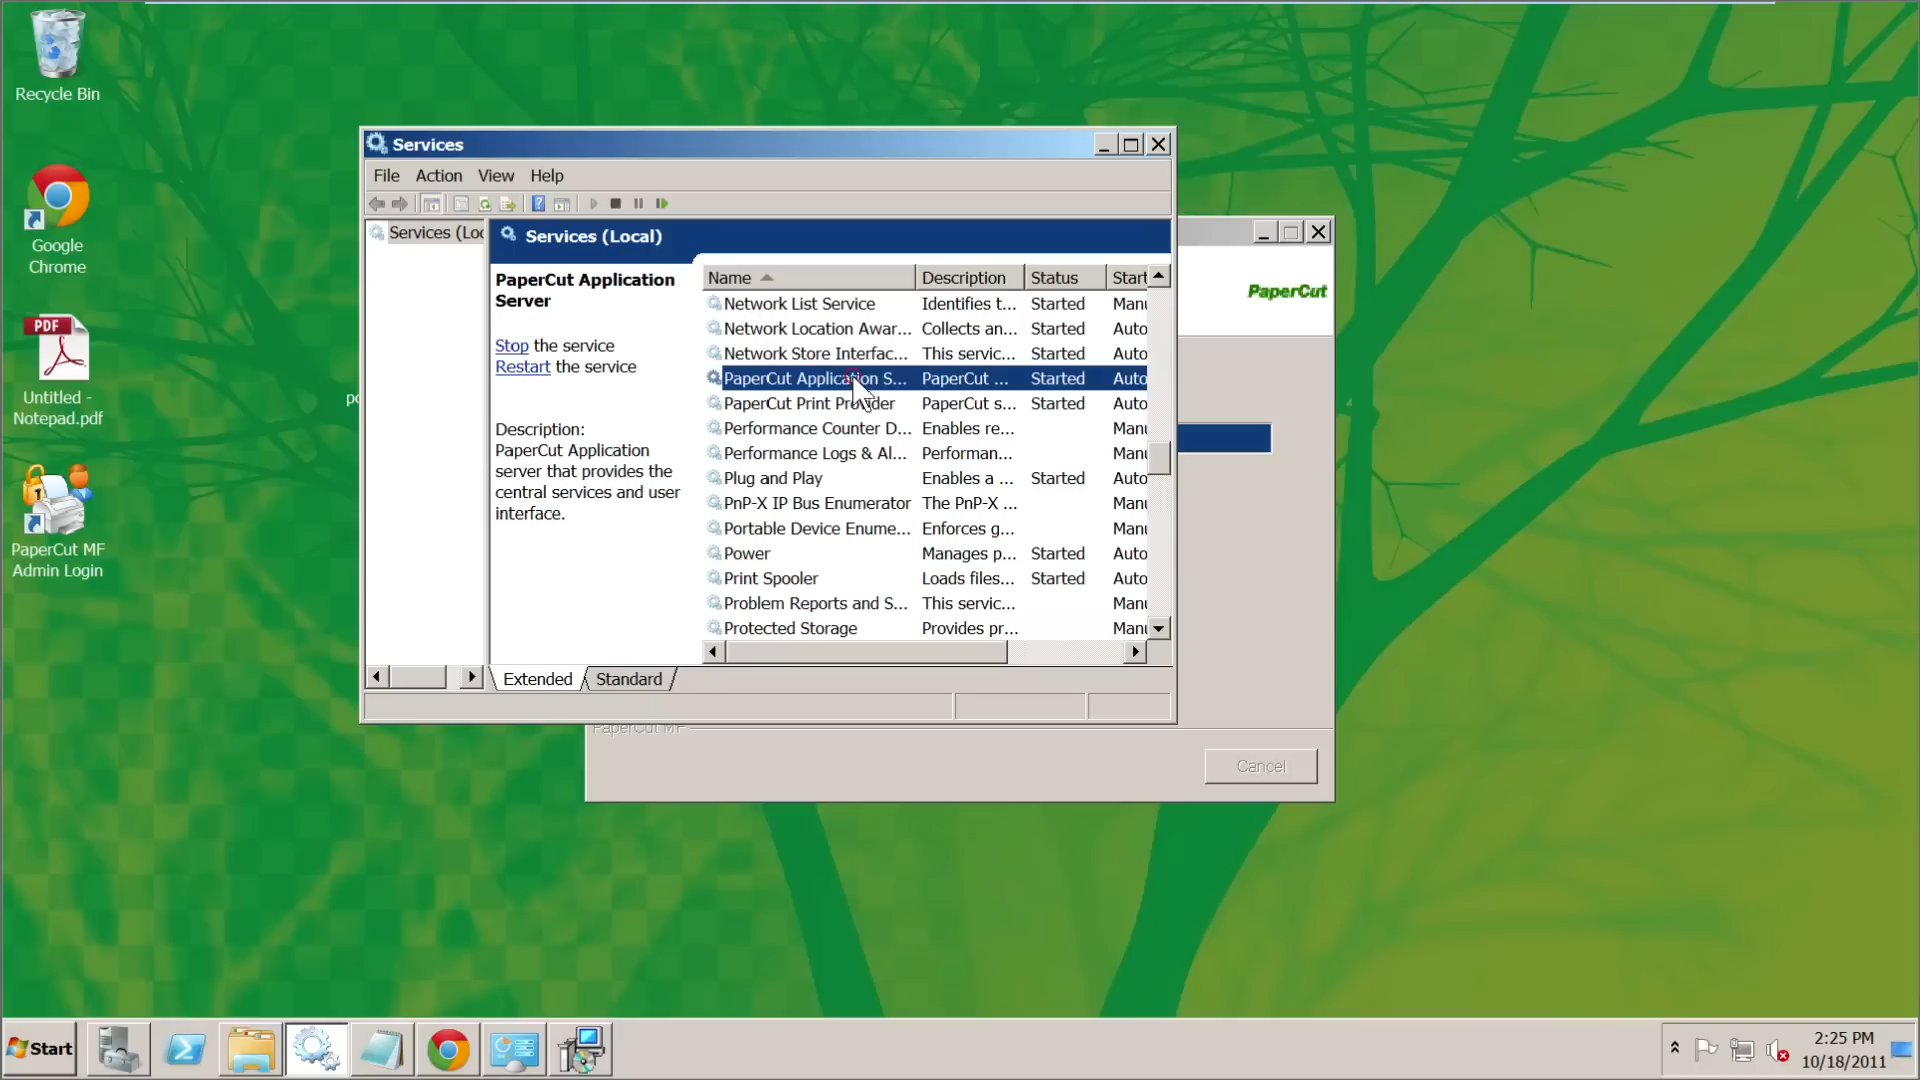 Recycle Bin
Google
Chrome
PDF
Untitled -
Notepad.pdf
PaperCut MF
Admin Login
Services
File Action View Help
Services (Loc
Services (Local)
PaperCut Application
Server
Stop the service
Restart the service
Description:
PaperCut Application
server that provides the
central services and user
interface.
Name Description Status Start
Network List Service Identifies t... Started Manu
Network Location Awar... Collects an... Started Auto
Network Store Interfac... This servic... Started Auto
PaperCut Application S... PaperCut ... Started Auto
PaperCut Print Provider PaperCut s... Started Auto
Performance Counter D... Enables re... Manu
Performance Logs & Al... Performan... Manu
Plug and Play Enables a ... Started Auto
PnP-X IP Bus Enumerator The PnP-X ... Manu
Portable Device Enume... Enforces g... Manu
Power Manages p... Started Auto
Print Spooler Loads files... Started Auto
Problem Reports and S... This servic... Manu
Protected Storage Provides pr... Manu
Extended Standard
PaperCut
PaperCut MF
Cancel
Start
2:25 PM
10/18/2011